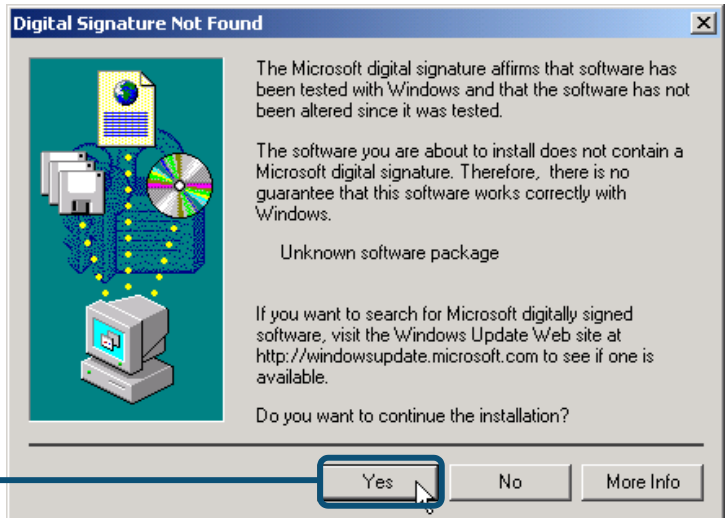 Digital Signature Not Found
The Microsoft digital signature affirms that software has
been tested with Windows and that the software has not
been altered since it was tested.
The software you are about to install does not contain a
Microsoft digital signature. Therefore,  there is no
guarantee that this software works correctly with
Windows.
Unknown software package
If you want to search for Microsoft digitally signed
software, visit the Windows Update Web site at
http://windowsupdate.microsoft.com to see if one is
available.
Do you want to continue the installation?
Yes No More Info